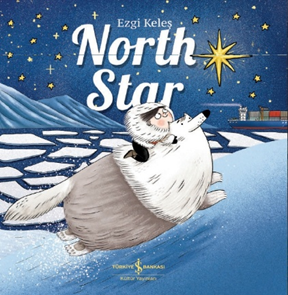 Ezgi Keleş
North
Star
TÜRKİYE İŞ BANKASI
Kültür Yayınları